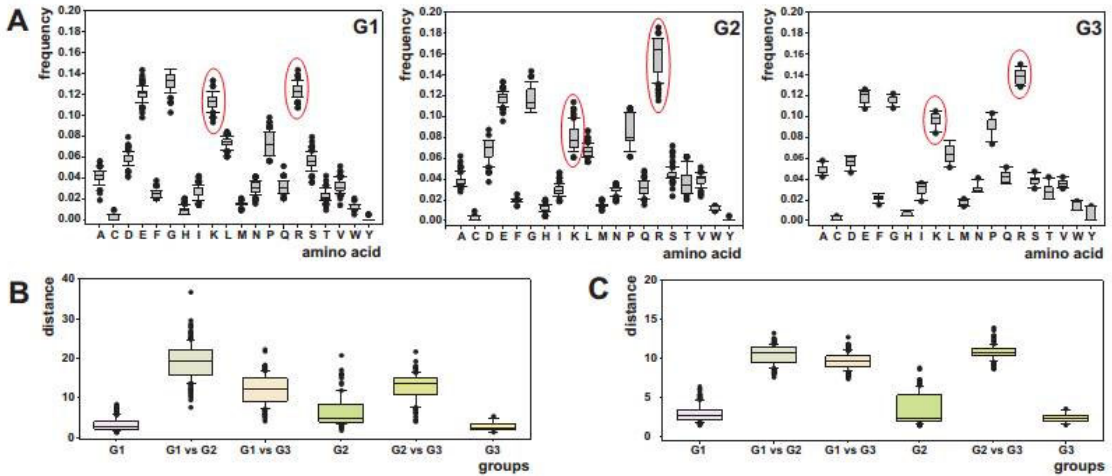 A
G1
frequency
0.20
0.18
0.16
0.14
0.12
0.10
0.08
0.06
0.04
0.02
0.00
A C D E F G H I K L M N P Q R S T V W Y
amino acid
G2
frequency
0.20
0.18
0.16
0.14
0.12
0.10
0.08
0.06
0.04
0.02
0.00
A C D E F G H I K L M N P Q R S T V W Y
amino acid
G3
frequency
0.20
0.18
0.16
0.14
0.12
0.10
0.08
0.06
0.04
0.02
0.00
A C D E F G H I K L M N P Q R S T V W Y
amino acid
B
distance
40
30
20
10
0
G1 G1 vs G2 G1 vs G3 G2 G2 vs G3 G3
groups
C
distance
20
15
10
5
0
G1 G1 vs G2 G1 vs G3 G2 G2 vs G3 G3
groups